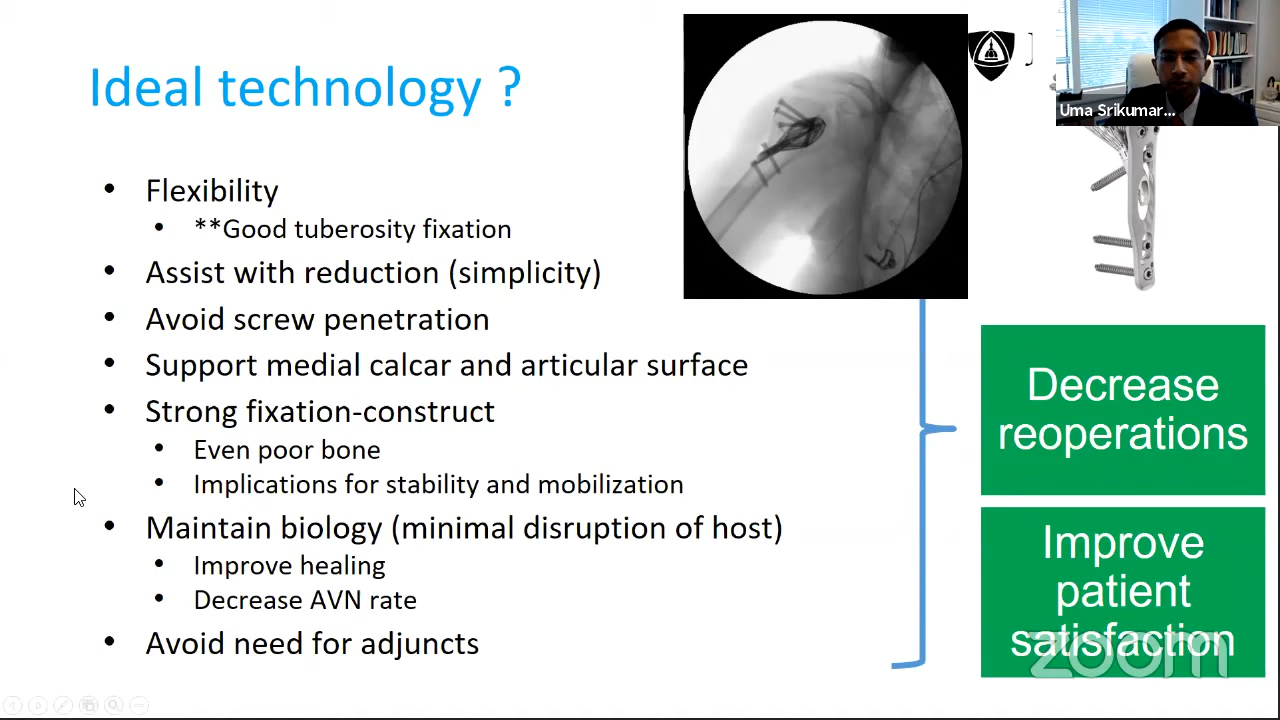 Ideal technology ?
Uma Srikumar...
• Flexibility
• **Good tuberosity fixation
• Assist with reduction (simplicity)
• Avoid screw penetration
• Support medial calcar and articular surface
• Strong fixation-construct
• Even poor bone
• Implications for stability and mobilization
• Maintain biology (minimal disruption of host)
• Improve healing
• Decrease AVN rate
• Avoid need for adjuncts
Decrease
reoperations
Improve
patient
satisfaction
zoom